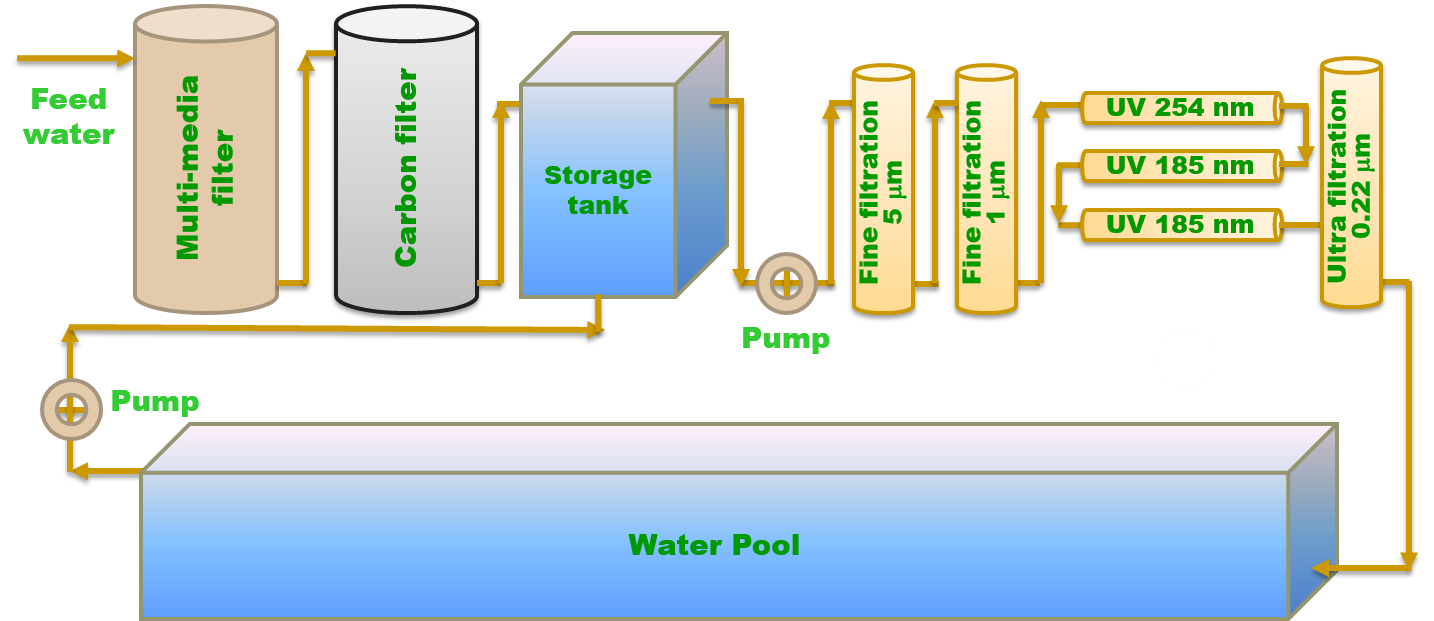 Feed
water
Multi-media
filter
Carbon filter
Storage
tank
Pump
Fine filtration
5 μm
Fine filtration
1 μm
UV 254 nm
UV 185 nm
UV 185 nm
Ultra filtration
0.22 μm
Pump
Water Pool